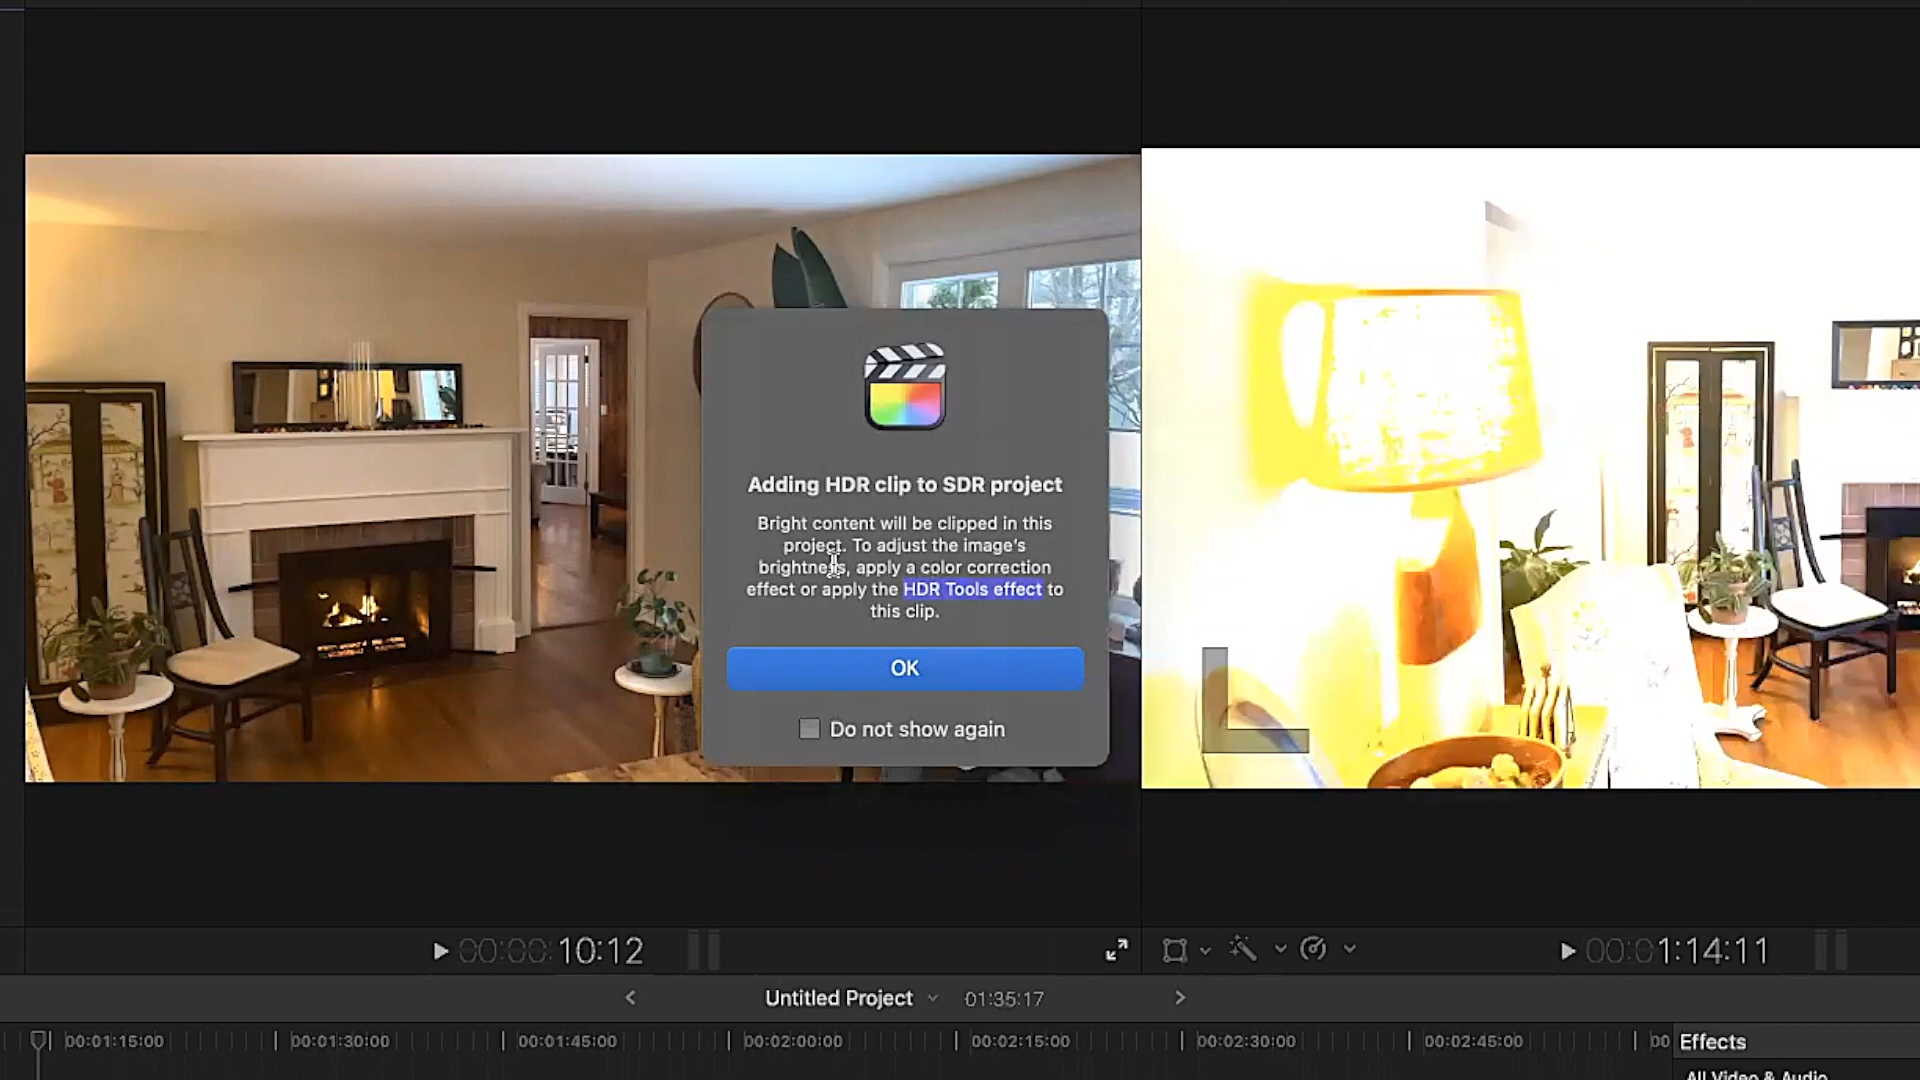 Adding HDR clip to SDR project
Bright content will be clipped in this
project. To adjust the image's
brightness, apply a color correction
effect or apply the HDR Tools effect to
this clip.
OK
Do not show again
00:00:10:12
00:01:14:11
Untitled Project
01:35:17
00:01:15:00
00:01:30:00
00:01:45:00
00:02:00:00
00:02:15:00
00:02:30:00
00:02:45:00
00
Effects
All Video & Audio